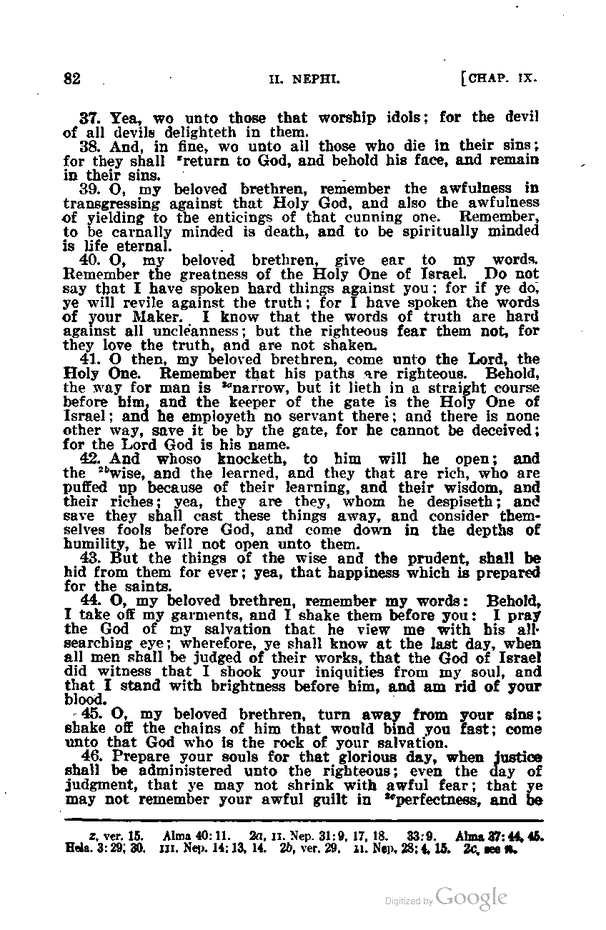 82 II. NEPHI. [CHAP. IX.
37. Yea, wo unto those that worship idols; for the devil
of all devils delighteth in them.
38. And, in fine, wo unto all those who die in their sins;
for they shall ᶻreturn to God, and behold his face, and remain
in their sins.
39. O, my beloved brethren, remember the awfulness in
transgressing against that Holy God, and also the awfulness
of yielding to the enticings of that cunning one. Remember,
to be carnally minded is death, and to be spiritually minded
is life eternal.
40. O, my beloved brethren, give ear to my words.
Remember the greatness of the Holy One of Israel. Do not
say that I have spoken hard things against you; for if ye do,
ye will revile against the truth; for I have spoken the words
of your Maker. I know that the words of truth are hard
against all uncleanness; but the righteous fear them not, for
they love the truth, and are not shaken.
41. O then, my beloved brethren, come unto the Lord, the
Holy One. Remember that his paths are righteous. Behold,
the way for man is ²ᵃnarrow, but it lieth in a straight course
before him, and the keeper of the gate is the Holy One of
Israel; and he employeth no servant there; and there is none
other way, save it be by the gate, for he cannot be deceived;
for the Lord God is his name.
42. And whoso knocketh, to him will he open; and
the ²ᵇwise, and the learned, and they that are rich, who are
puffed up because of their learning, and their wisdom, and
their riches; yea, they are they, whom he despiseth; and
save they shall cast these things away, and consider them-
selves fools before God, and come down in the depths of
humility, he will not open unto them.
43. But the things of the wise and the prudent, shall be
hid from them for ever; yea, that happiness which is prepared
for the saints.
44. O, my beloved brethren, remember my words: Behold,
I take off my garments, and I shake them before you: I pray
the God of my salvation that he view me with his all-
searching eye; wherefore, ye shall know at the last day, when
all men shall be judged of their works, that the God of Israel
did witness that I shook your iniquities from my soul, and
that I stand with brightness before him, and am rid of your
blood.
45. O, my beloved brethren, turn away from your sins;
shake off the chains of him that would bind you fast; come
unto that God who is the rock of your salvation.
46. Prepare your souls for that glorious day, when justice
shall be administered unto the righteous; even the day of
judgment, that ye may not shrink with awful fear; that ye
may not remember your awful guilt in ²ᶜperfectness, and be
z, ver. 15. Alma 40:11. 2a, II. Nep. 31:9, 17, 18. 33:9. Alma 37:44, 45.
Hela. 3:29, 30. III. Nep. 14:13, 14. 2b, ver. 29. II. Nep. 28:4, 15. 2c, see n.
Digitized by Google